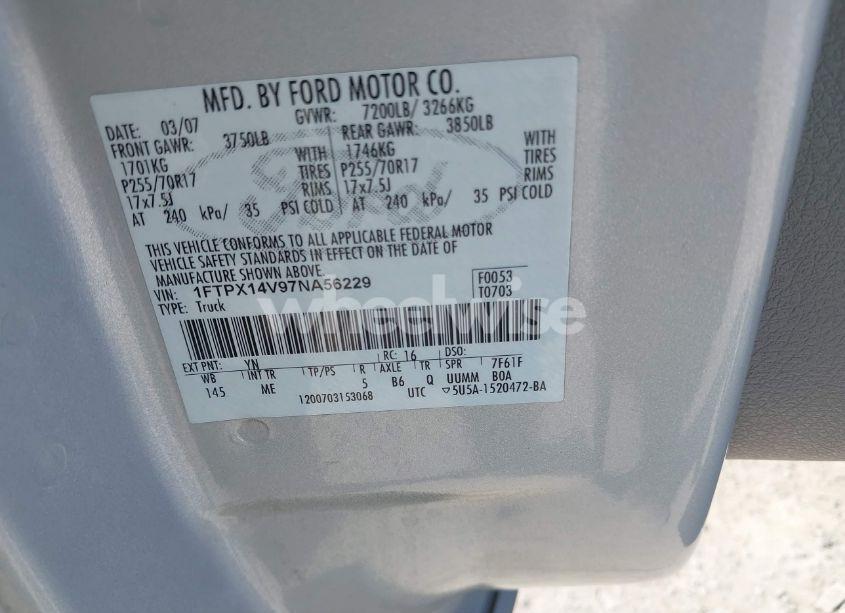 MFD. BY FORD MOTOR CO.
DATE: 03/07 GVWR: 7200LB/ 3266KG
FRONT GAWR: 3750LB REAR GAWR: 3850LB
1701KG WITH 1746KG WITH
P255/70R17 TIRES P255/70R17 TIRES
17x7.5J RIMS 17x7.5J RIMS
AT 240 kPa/ 35 PSI COLD AT 240 kPa/ 35 PSI COLD
Ford
THIS VEHICLE CONFORMS TO ALL APPLICABLE FEDERAL MOTOR
VEHICLE SAFETY STANDARDS IN EFFECT ON THE DATE OF
MANUFACTURE SHOWN ABOVE.
VIN: 1FTPX14V97NA56229 F0053
TYPE: Truck T0703
wheelwise
EXT PNT: YN RC: 16 DSO:
WB INT TR TP/PS R AXLE TR SPR 7F61F
145 ME 5 B6 Q UUMM B0A
1200703153068 UTC ▽5U5A-1520472-BA